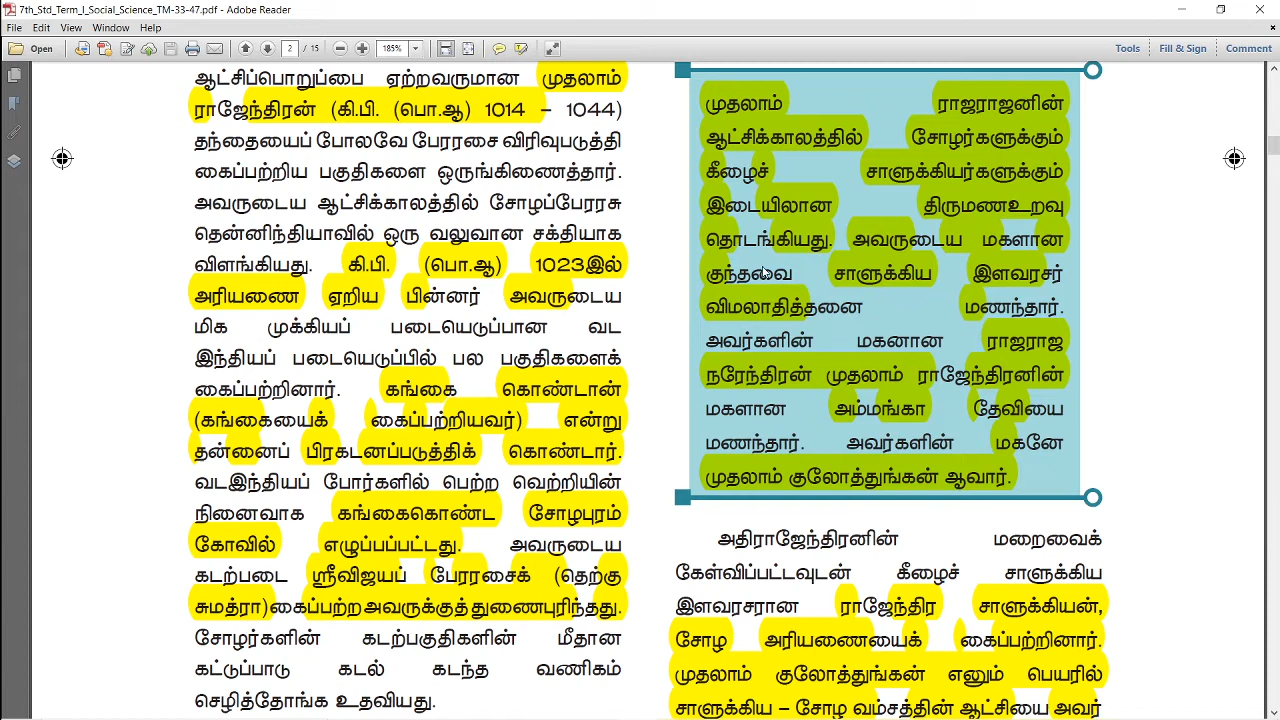 7th_Std_Term_I_Social_Science_TM-33-47.pdf - Adobe Reader
File Edit View Window Help
Open 2 / 15 185% Tools Fill & Sign Comment
ஆட்சிப்பொறுப்பை ஏற்றவருமான முதலாம்
ராஜேந்திரன் (கி.பி. (பொ.ஆ) 1014 – 1044)
தந்தையைப் போலவே பேரரசை விரிவுபடுத்தி
கைப்பற்றிய பகுதிகளை ஒருங்கிணைத்தார்.
அவருடைய ஆட்சிக்காலத்தில் சோழப்பேரரசு
தென்னிந்தியாவில் ஒரு வலுவான சக்தியாக
விளங்கியது. கி.பி. (பொ.ஆ) 1023இல்
அரியணை ஏறிய பின்னர் அவருடைய
மிக முக்கியப் படையெடுப்பான வட
இந்தியப் படையெடுப்பில் பல பகுதிகளைக்
கைப்பற்றினார். கங்கை கொண்டான்
(கங்கையைக் கைப்பற்றியவர்) என்று
தன்னைப் பிரகடனப்படுத்திக் கொண்டார்.
வடஇந்தியப் போர்களில் பெற்ற வெற்றியின்
நினைவாக கங்கைகொண்ட சோழபுரம்
கோவில் எழுப்பப்பட்டது. அவருடைய
கடற்படை ஸ்ரீவிஜயப் பேரரசைக் (தெற்கு
சுமத்ரா)கைப்பற்ற அவருக்குத் துணைபுரிந்தது.
சோழர்களின் கடற்பகுதிகளின் மீதான
கட்டுப்பாடு கடல் கடந்த வணிகம்
செழித்தோங்க உதவியது.
முதலாம் ராஜராஜனின்
ஆட்சிக்காலத்தில் சோழர்களுக்கும்
கீழைச் சாளுக்கியர்களுக்கும்
இடையிலான திருமணஉறவு
தொடங்கியது. அவருடைய மகளான
குந்தவை சாளுக்கிய இளவரசர்
விமலாதித்தனை மணந்தார்.
அவர்களின் மகனான ராஜராஜ
நரேந்திரன் முதலாம் ராஜேந்திரனின்
மகளான அம்மங்கா தேவியை
மணந்தார். அவர்களின் மகனே
முதலாம் குலோத்துங்கன் ஆவார்.
அதிராஜேந்திரனின் மறைவைக்
கேள்விப்பட்டவுடன் கீழைச் சாளுக்கிய
இளவரசரான ராஜேந்திர சாளுக்கியன்,
சோழ அரியணையைக் கைப்பற்றினார்.
முதலாம் குலோத்துங்கன் எனும் பெயரில்
சாளுக்கிய – சோழ வம்சத்தின் ஆட்சியை அவர்